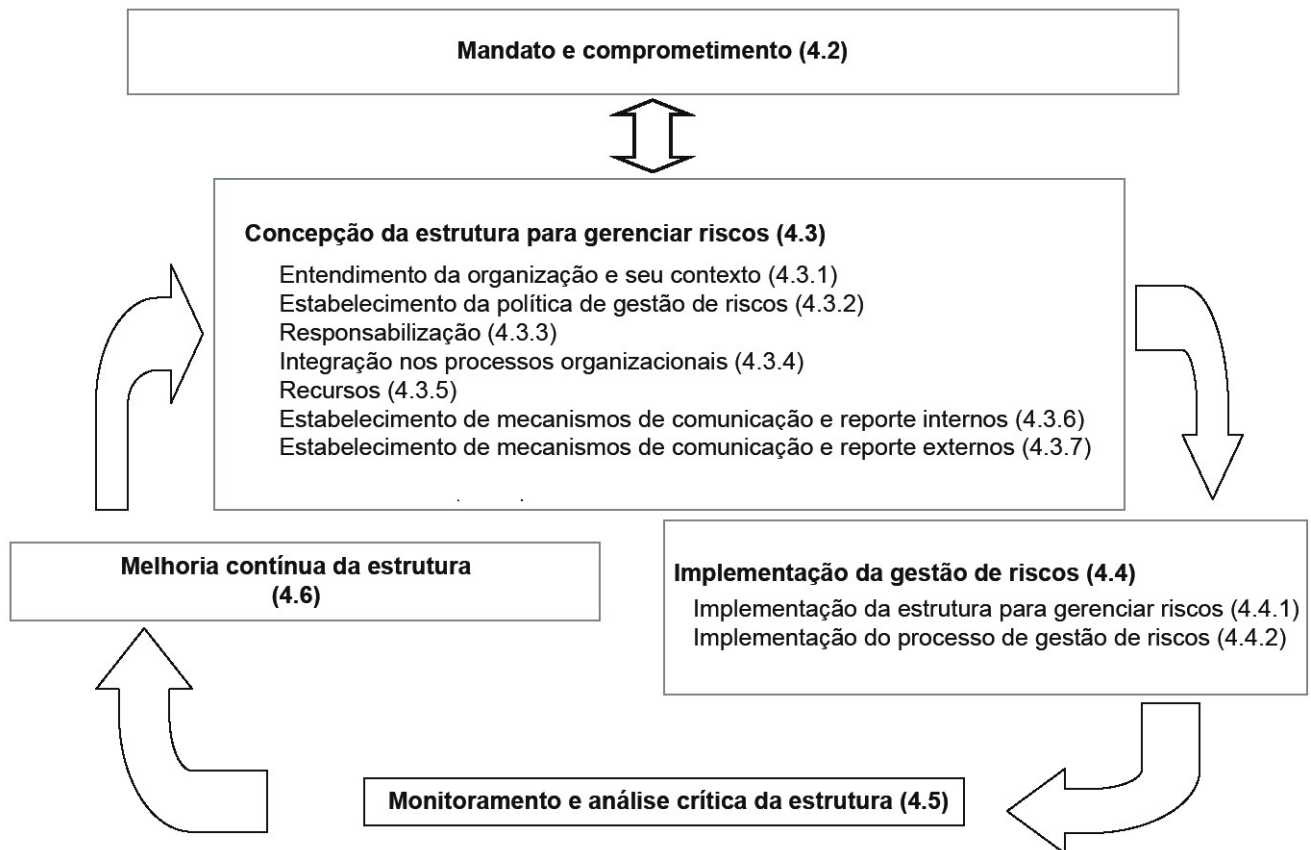 Mandato e comprometimento (4.2)
Concepção da estrutura para gerenciar riscos (4.3)
Entendimento da organização e seu contexto (4.3.1)
Estabelecimento da política de gestão de riscos (4.3.2)
Responsabilização (4.3.3)
Integração nos processos organizacionais (4.3.4)
Recursos (4.3.5)
Estabelecimento de mecanismos de comunicação e reporte internos (4.3.6)
Estabelecimento de mecanismos de comunicação e reporte externos (4.3.7)
Implementação da gestão de riscos (4.4)
Implementação da estrutura para gerenciar riscos (4.4.1)
Implementação do processo de gestão de riscos (4.4.2)
Monitoramento e análise crítica da estrutura (4.5)
Melhoria contínua da estrutura
(4.6)